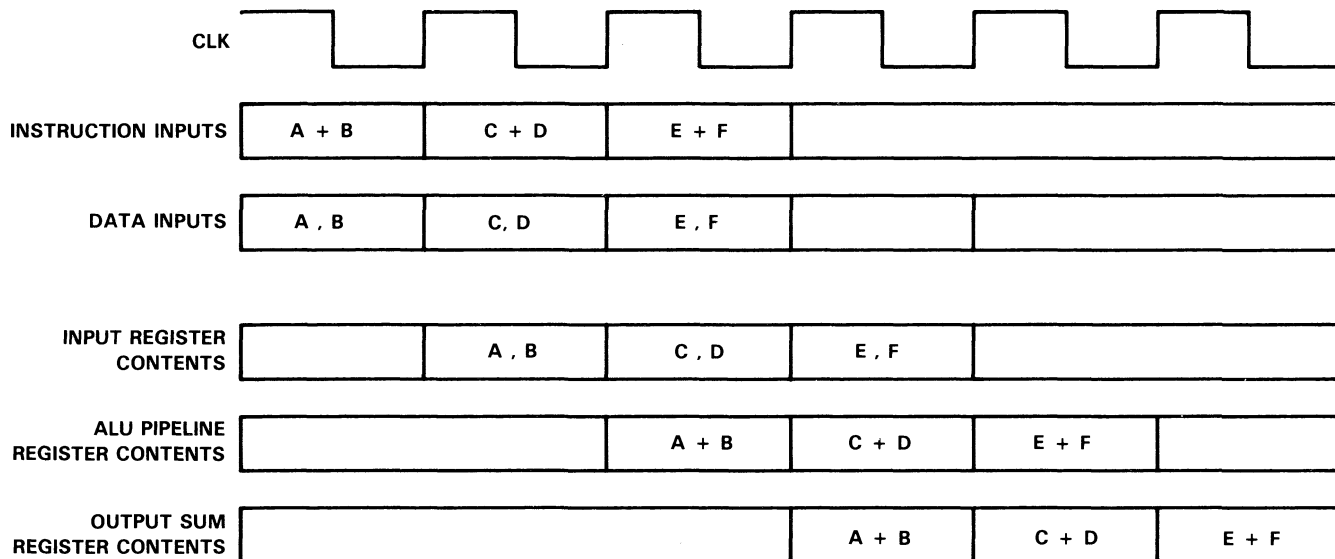 CLK
INSTRUCTION INPUTS A + B C + D E + F
DATA INPUTS A , B C, D E , F
INPUT REGISTER
CONTENTS
A , B C , D E , F
ALU PIPELINE
REGISTER CONTENTS
A + B C + D E + F
OUTPUT SUM
REGISTER CONTENTS
A + B C + D E + F